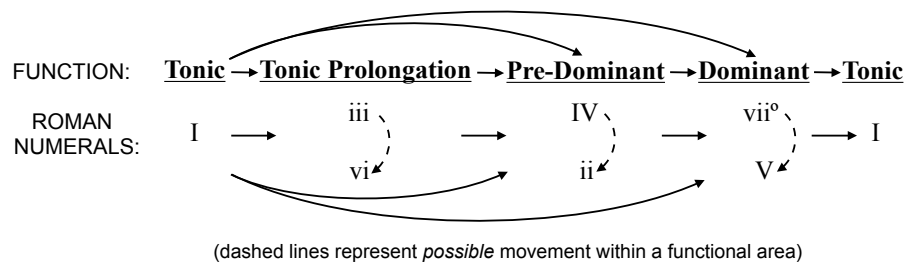 FUNCTION: Tonic Tonic Prolongation Pre-Dominant Dominant Tonic
iii IV viiº
ROMAN NUMERALS: I I
vi ii V
(dashed lines represent possible movement within a functional area)